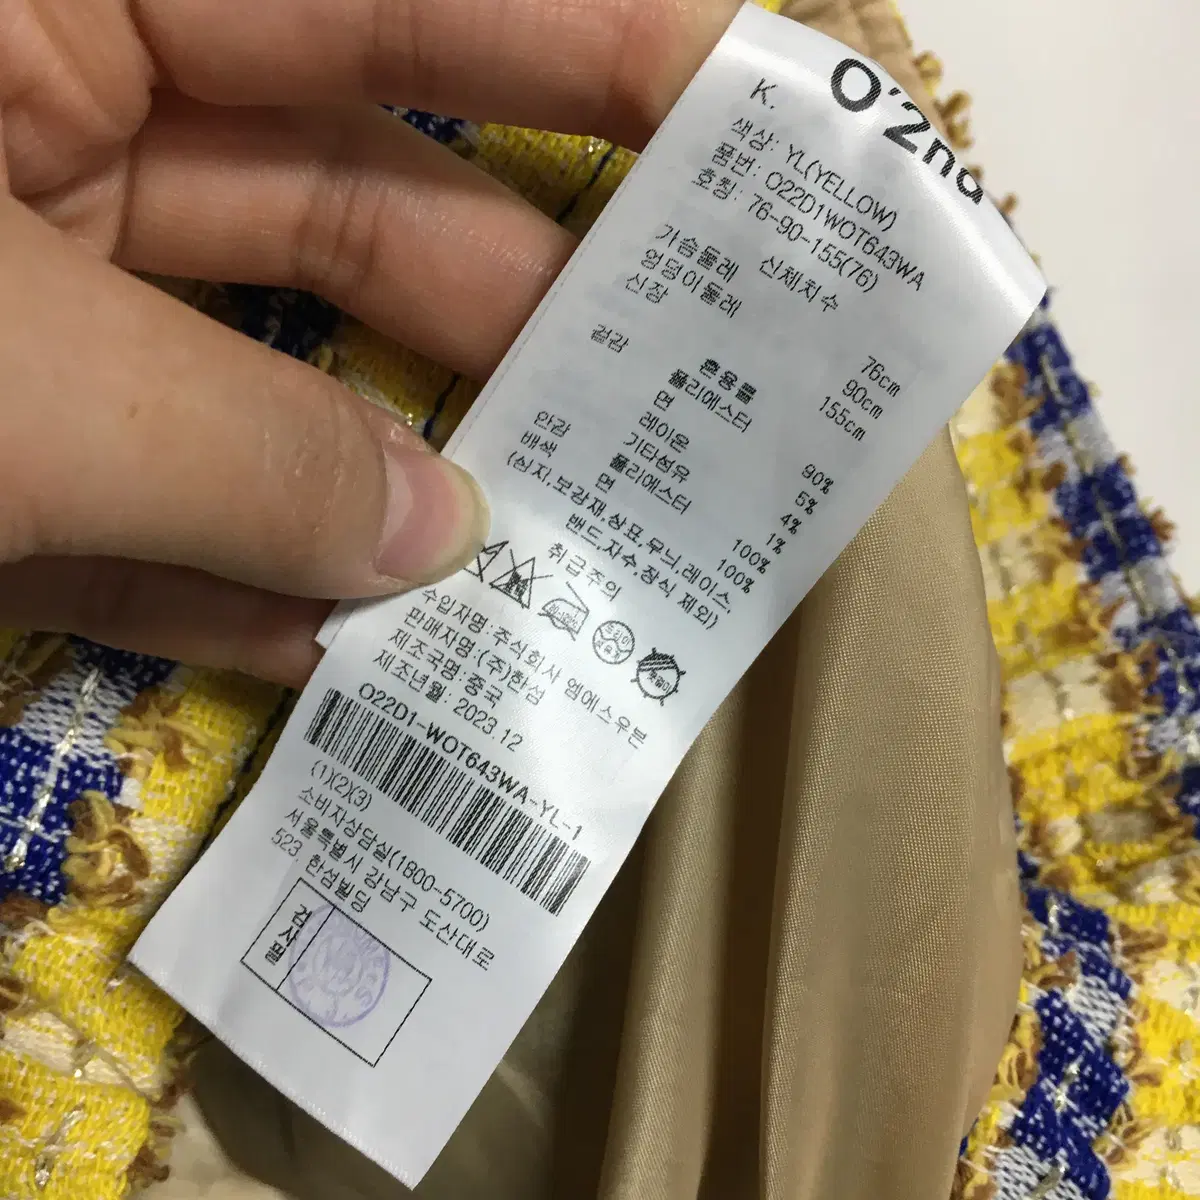 O'2nd
K.
색상: YL(YELLOW)
품번: O22D1WOT643WA
호칭: 76-90-155(76)
신체치수
가슴둘레 76cm
엉덩이둘레 90cm
신장 155cm
혼용률
겉감 폴리에스터 90%
면 5%
레이온 4%
기타섬유 1%
안감 폴리에스터 100%
배색 면 100%
(심지,보강재,상표,무늬,레이스,
밴드,자수,장식 제외)
취급주의
수입자명:주식회사 엠에스우븐
판매자명:(주)한섬
제조국명:중국
제조년월: 2023.12
O22D1-WOT643WA-YL-1
(1)(2)(3)
소비자상담실(1800-5700)
서울특별시 강남구 도산대로
523 한섬빌딩
검사필